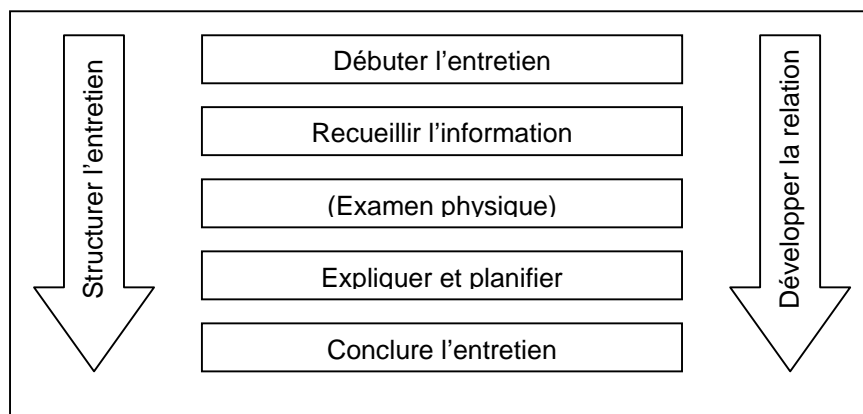 Structurer l’entretien
Débuter l’entretien
Recueillir l’information
(Examen physique)
Expliquer et planifier
Conclure l’entretien
Développer la relation